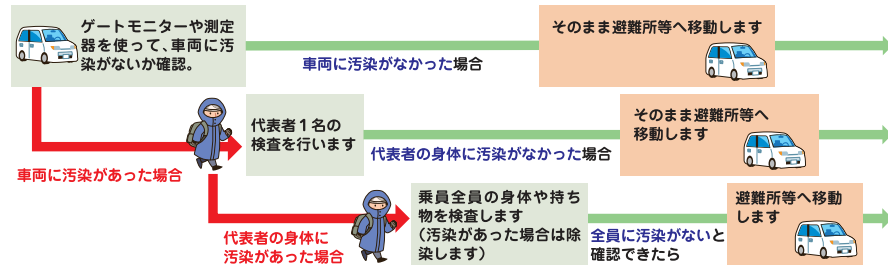 ゲートモニターや測定
器を使って、車両に汚
染がないか確認。
車両に汚染がなかった場合
そのまま避難所等へ移動します
車両に汚染があった場合
代表者１名の
検査を行います
代表者の身体に汚染がなかった場合
そのまま避難所等へ
移動します
代表者の身体に
汚染があった場合
乗員全員の身体や持ち
物を検査します
（汚染があった場合は除
染します）
全員に汚染がないと
確認できたら
避難所等へ移動
します